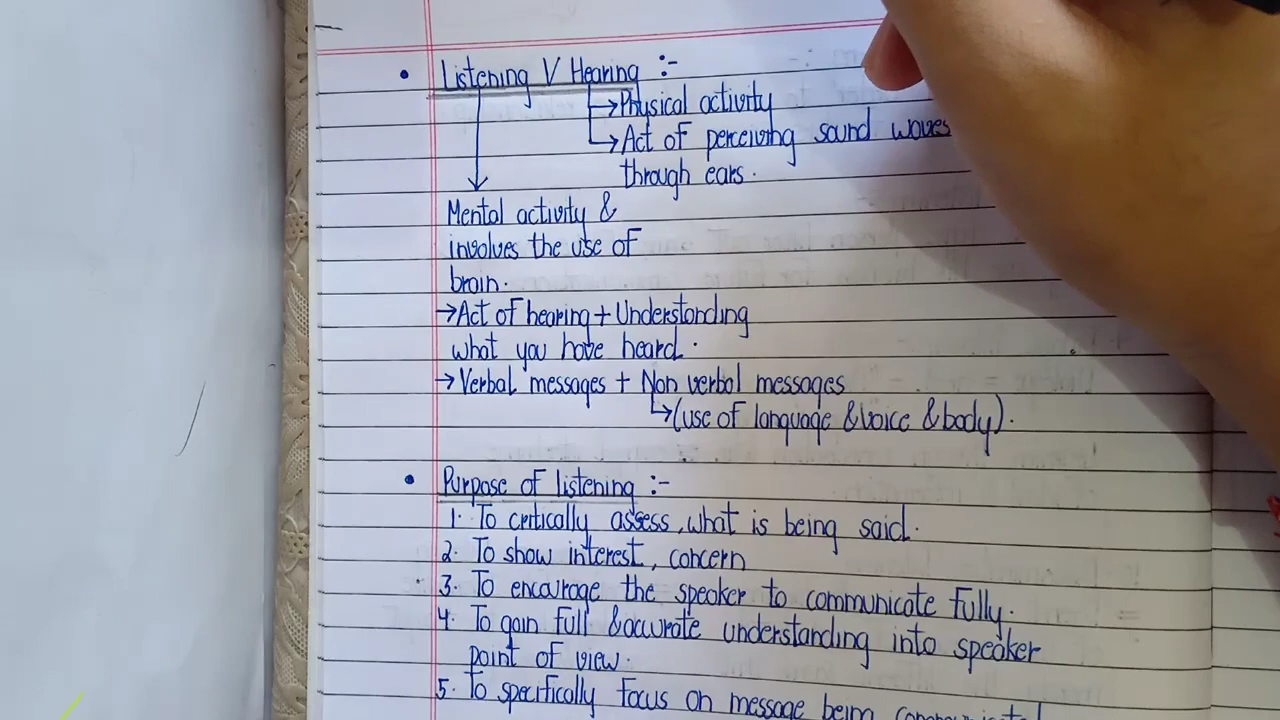 • Listening V Hearing :-
→Physical activity
→Act of perceiving sound waves
through ears.
Mental activity &
involves the use of
brain.
→Act of hearing + Understanding
what you have heard.
→Verbal messages + Non verbal messages
→(use of language & voice & body).
• Purpose of listening :-
1. To critically assess, what is being said.
2. To show interest, concern
3. To encourage the speaker to communicate fully.
4. To gain full & accurate understanding into speaker
point of view.
5. To specifically focus on message being